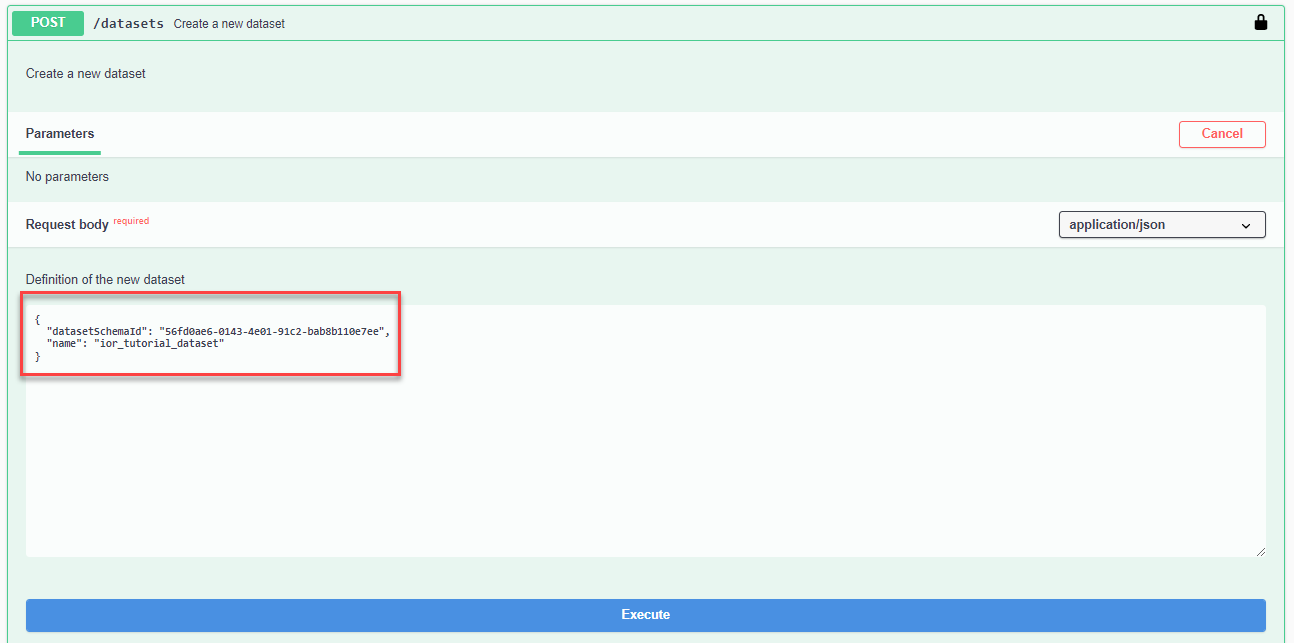 POST /datasets Create a new dataset
Create a new dataset
Parameters
Cancel
No parameters
Request body required
application/json
Definition of the new dataset
{
"datasetSchemaId": "56fd0ae6-0143-4e01-91c2-bab8b110e7ee",
"name": "ior_tutorial_dataset"
}
Execute